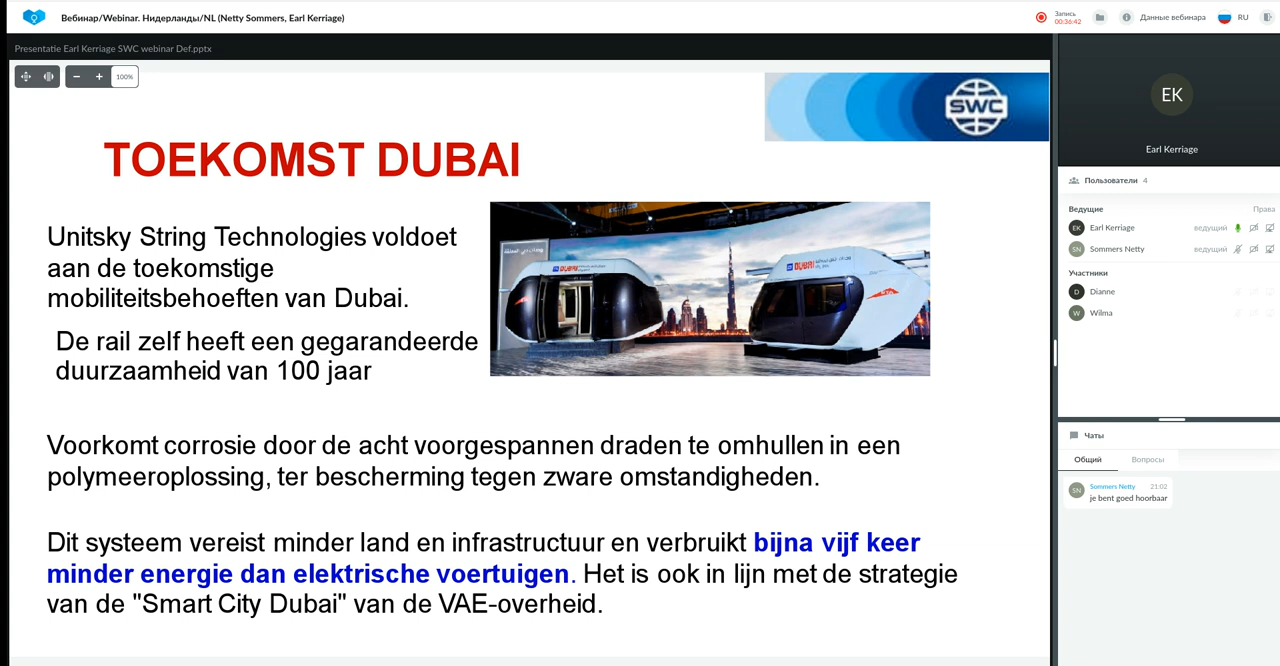 Вебинар/Webinar. Нидерланды/NL (Netty Sommers, Earl Kerriage)
Запись
00:36:42
Данные вебинара
RU
Presentatie Earl Kerriage SWC webinar Def.pptx
100%
SWC
TOEKOMST DUBAI
Unitsky String Technologies voldoet
aan de toekomstige
mobiliteitsbehoeften van Dubai.
De rail zelf heeft een gegarandeerde
duurzaamheid van 100 jaar
DUBAI
DUBAI
Voorkomt corrosie door de acht voorgespannen draden te omhullen in een
polymeeroplossing, ter bescherming tegen zware omstandigheden.
Dit systeem vereist minder land en infrastructuur en verbruikt bijna vijf keer
minder energie dan elektrische voertuigen. Het is ook in lijn met de strategie
van de "Smart City Dubai" van de VAE-overheid.
EK
Earl Kerriage
Пользователи 4
Ведущие Права
EK Earl Kerriage ведущий
SN Sommers Netty ведущий
Участники
D Dianne
W Wilma
Чаты
Общий Вопросы
SN Sommers Netty 21:02
je bent goed hoorbaar